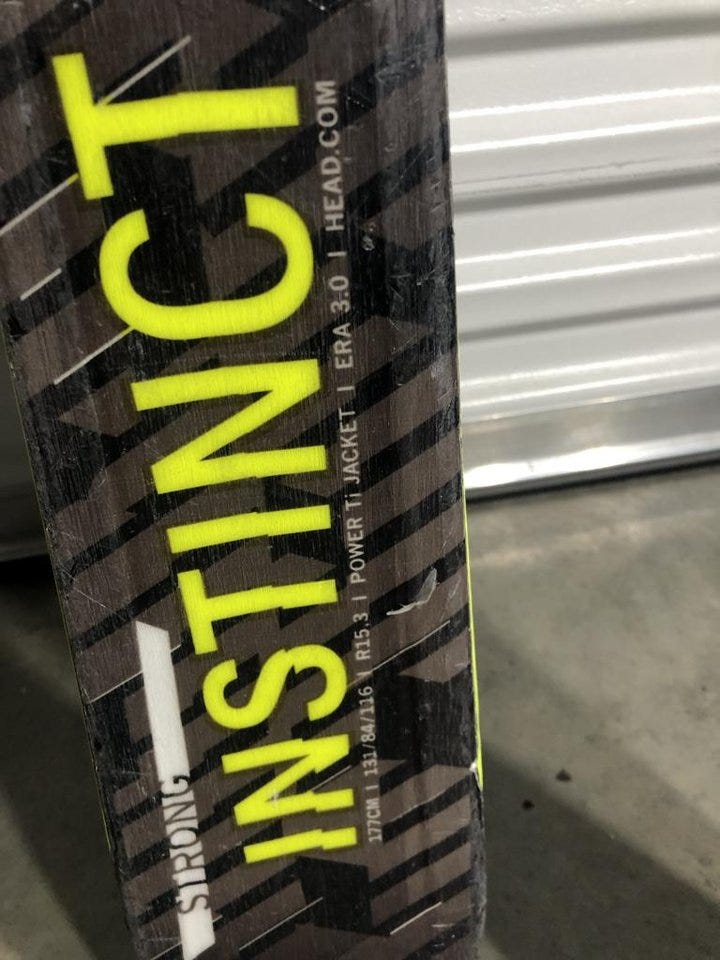 STRONG
INSTINCT
177CM | 131/84/116 | R15.3 | POWER Ti JACKET | ERA 3.0 | HEAD.COM